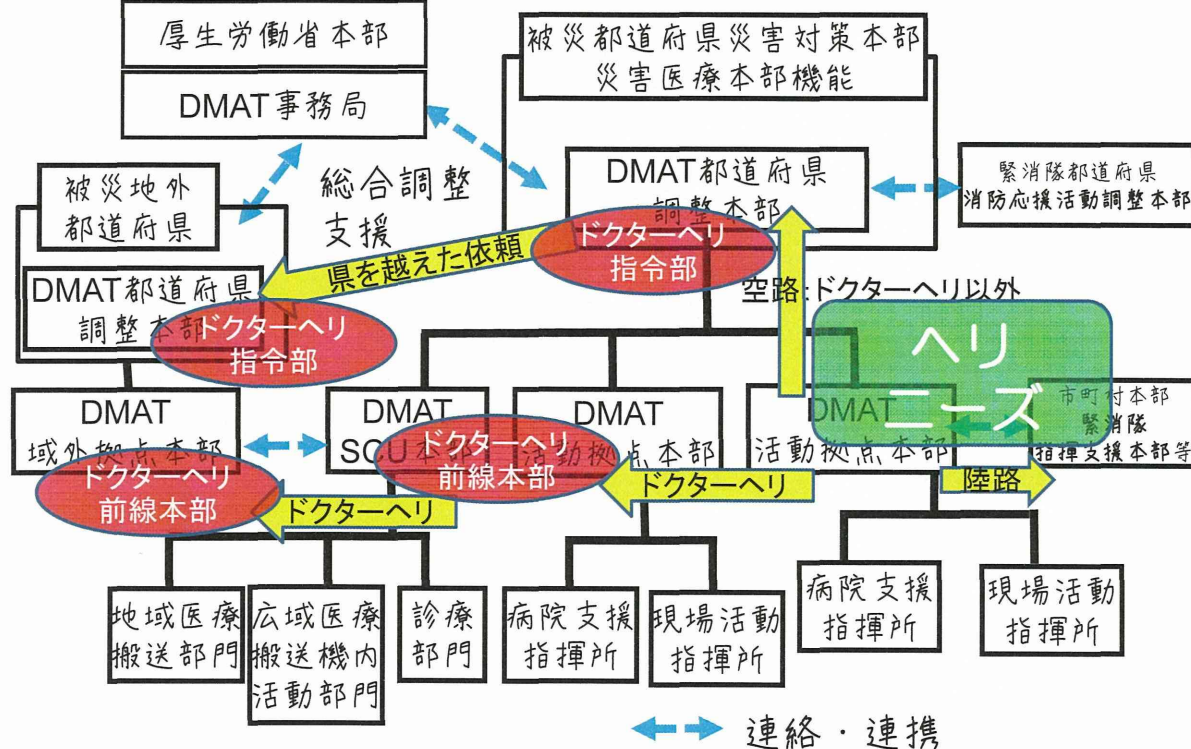 厚生労働省本部
DMAT事務局
被災都道府県災害対策本部
災害医療本部機能
被災地外
都道府県
総合調整
支援
DMAT都道府県
調整本部
緊消隊都道府県
消防応援活動調整本部
ドクターヘリ
指令部
県を越えた依頼
空路:ドクターヘリ以外
DMAT都道府県
調整本部
ドクターヘリ
指令部
ヘリ
ニーズ
DMAT
域外拠点本部
DMAT
SCU本部
DMAT
活動拠点本部
DMAT
活動拠点本部
市町村本部
緊消隊
指揮支援本部等
ドクターヘリ
前線本部
ドクターヘリ
前線本部
ドクターヘリ
ドクターヘリ
陸路
地域医療
搬送部門
広域医療
搬送機内
活動部門
診療
部門
病院支援
指揮所
現場活動
指揮所
病院支援
指揮所
現場活動
指揮所
連絡・連携